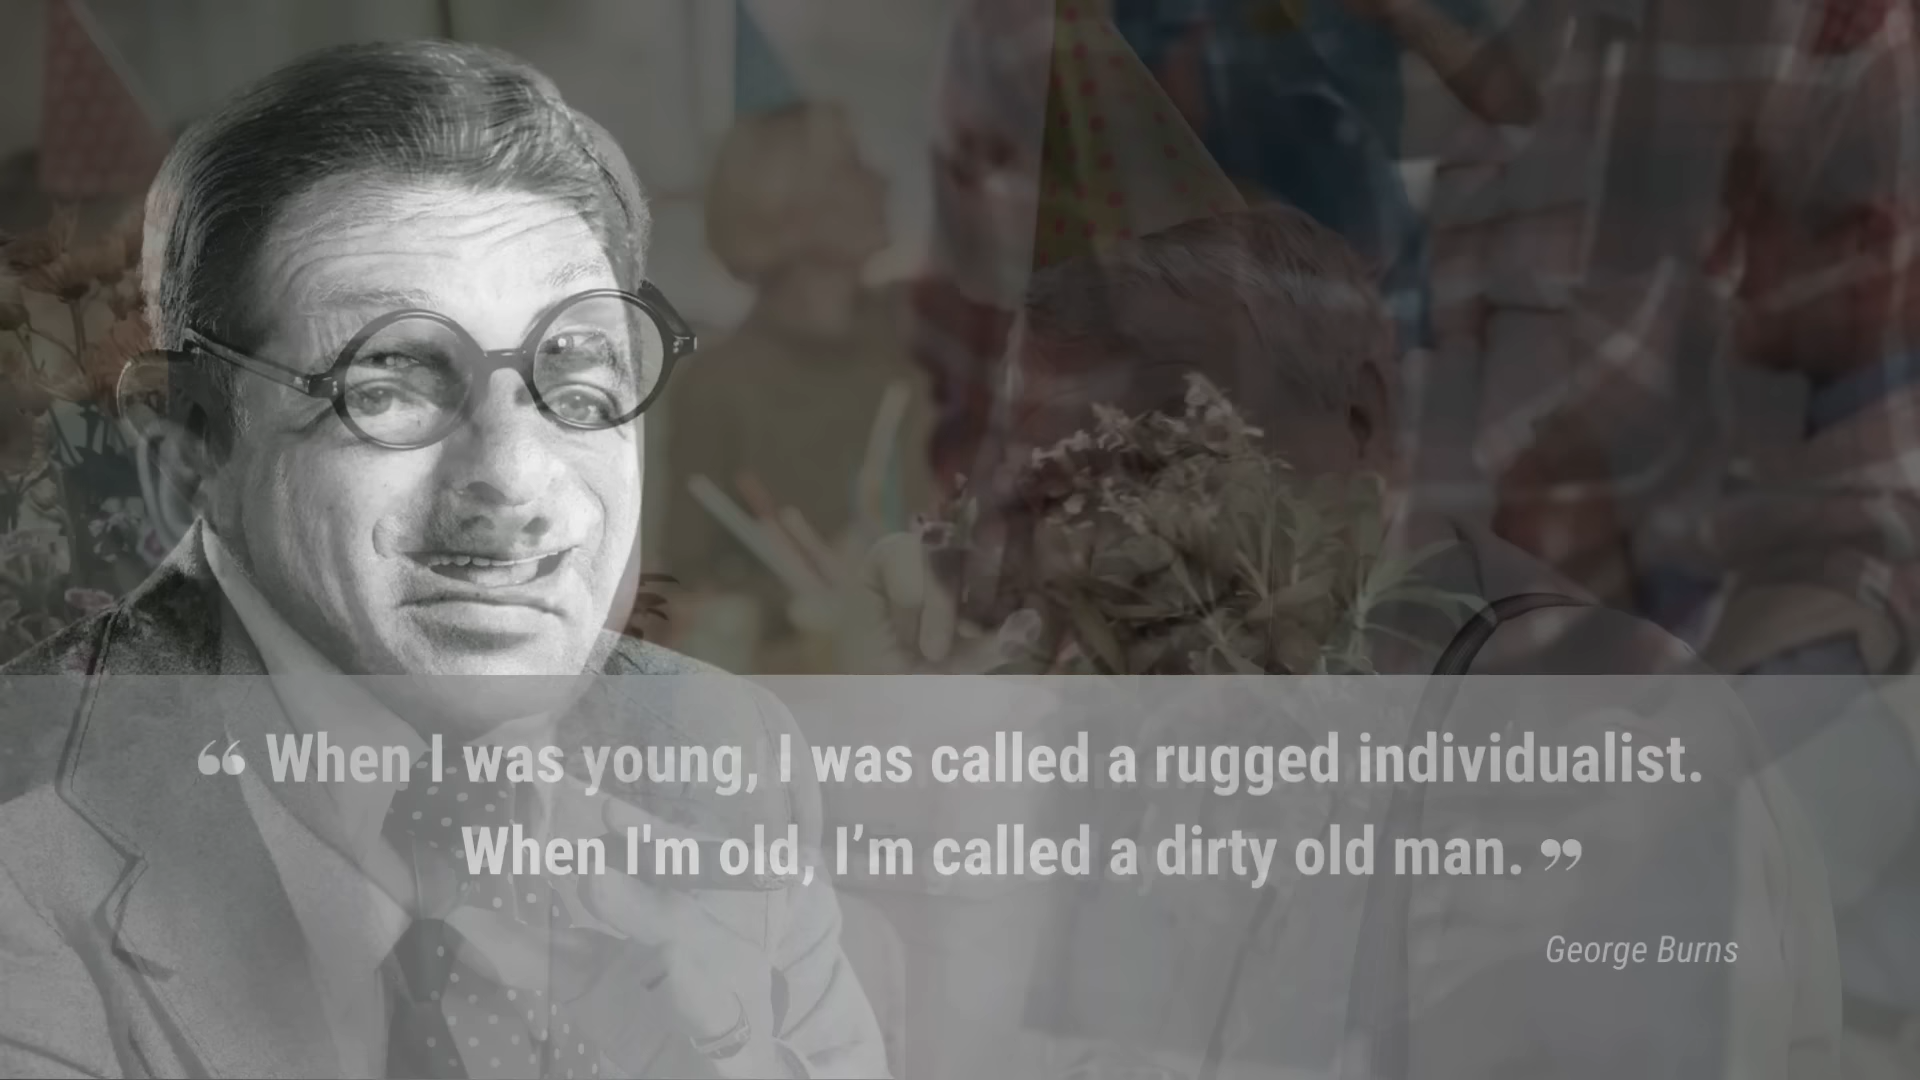 “ When I was young, I was called a rugged individualist.
When I'm old, I’m called a dirty old man. ”
George Burns